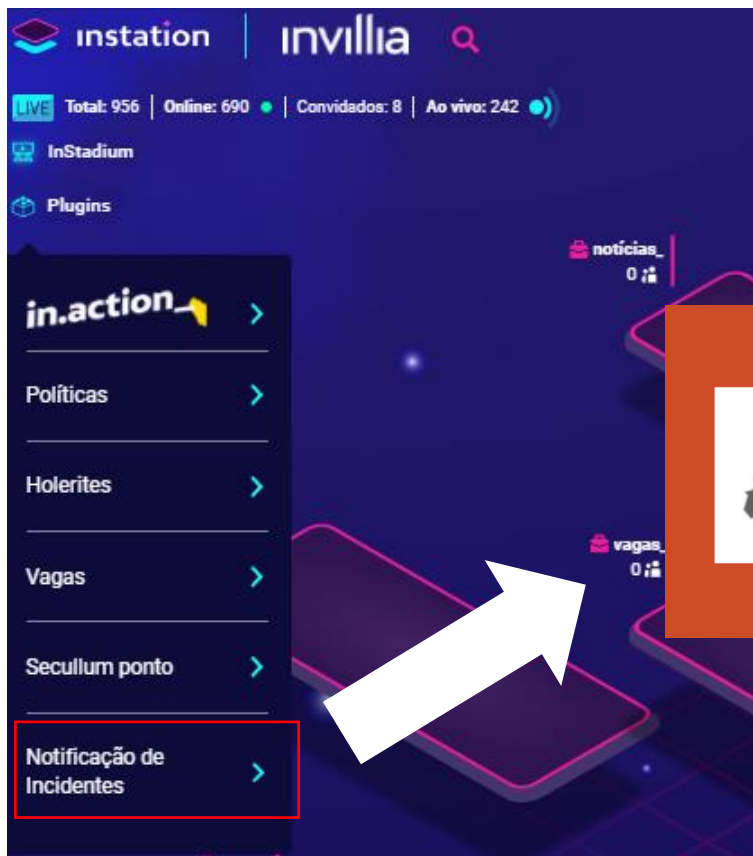 instation
invillia
LIVE Total: 956 | Online: 690 | Convidados: 8 | Ao vivo: 242
InStadium
Plugins
notícias_
0
in.action
Políticas
Holerites
vagas_
0
Vagas
Secullum ponto
Notificação de
Incidentes